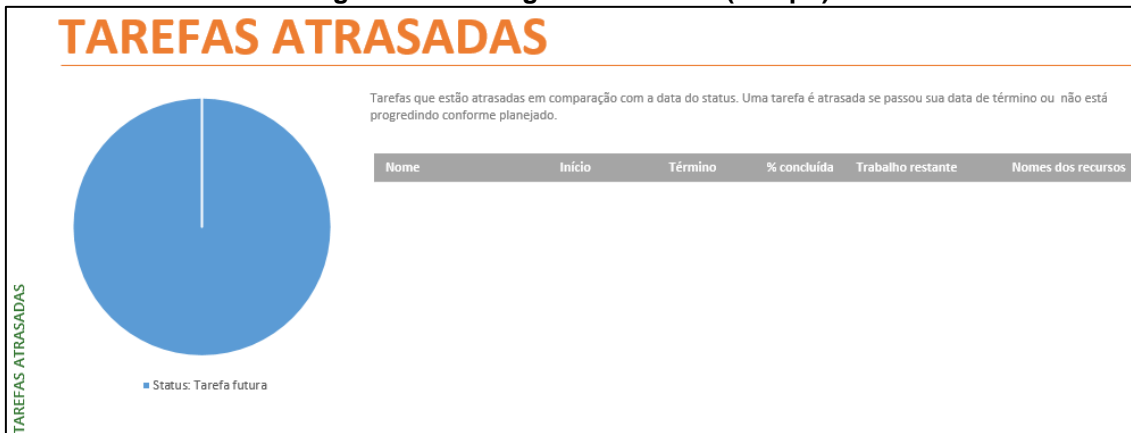 TAREFAS ATRASADAS
Tarefas que estão atrasadas em comparação com a data do status. Uma tarefa é atrasada se passou sua data de término ou não está
progredindo conforme planejado.
Nome Início Término % concluída Trabalho restante Nomes dos recursos
Status: Tarefa futura
TAREFAS ATRASADAS